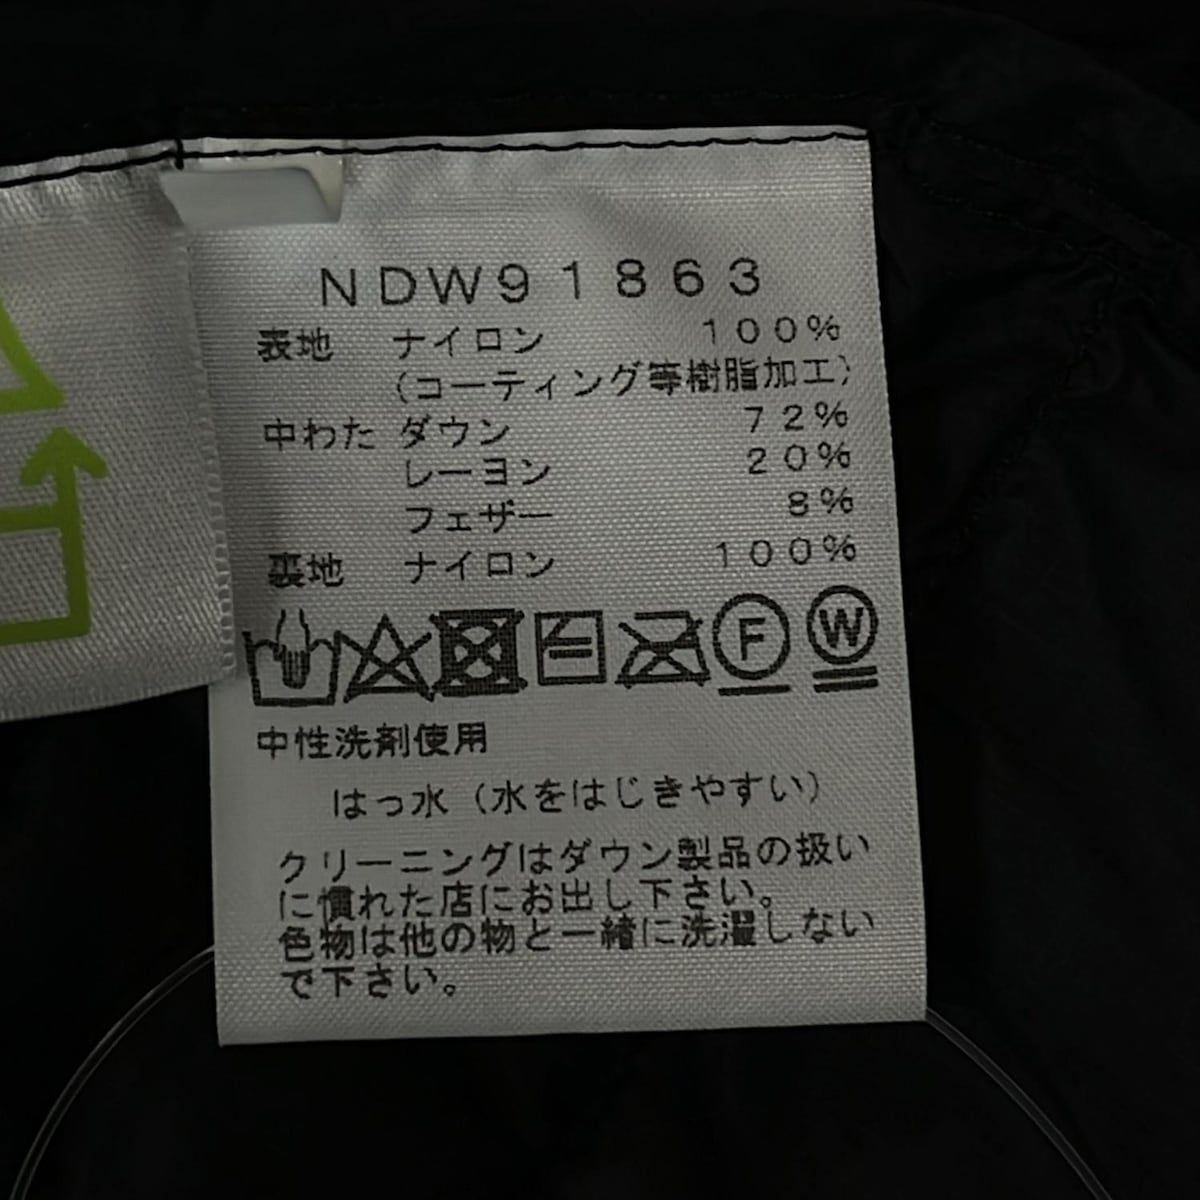 NDW91863
表地 ナイロン 100%
(コーティング等樹脂加工)
中わた ダウン 72%
レーヨン 20%
フェザー 8%
裏地 ナイロン 100%
F W
中性洗剤使用
はっ水（水をはじきやすい）
クリーニングはダウン製品の扱い
に慣れた店にお出し下さい。
色物は他の物と一緒に洗濯しない
で下さい。